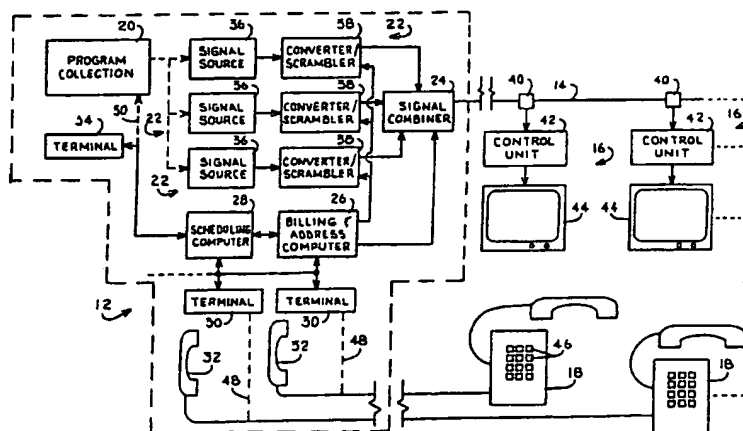 20
PROGRAM
COLLECTION
36
SIGNAL
SOURCE
58
CONVERTER/
SCRAMBLER
22
24
SIGNAL
COMBINER
40
14
40
54
TERMINAL
50
22
56
SIGNAL
SOURCE
58
CONVERTER/
SCRAMBLER
42
CONTROL
UNIT
16
42
CONTROL
UNIT
16
36
SIGNAL
SOURCE
58
CONVERTER/
SCRAMBLER
22
28
SCHEDULING
COMPUTER
26
BILLING &
ADDRESS
COMPUTER
44
44
12
TERMINAL
30
TERMINAL
30
32
48
32
48
46
18
18